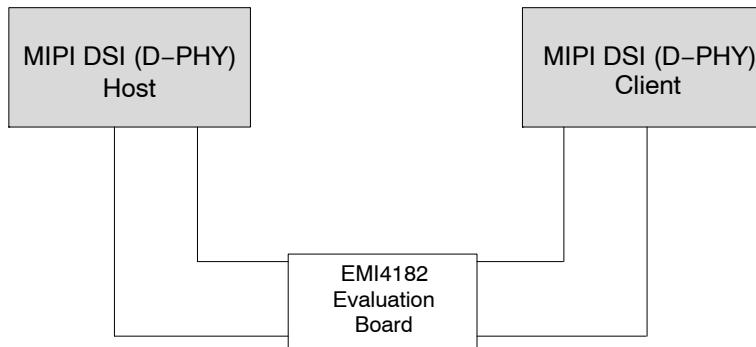 MIPI DSI (D−PHY)
Host
MIPI DSI (D−PHY)
Client
EMI4182
Evaluation
Board